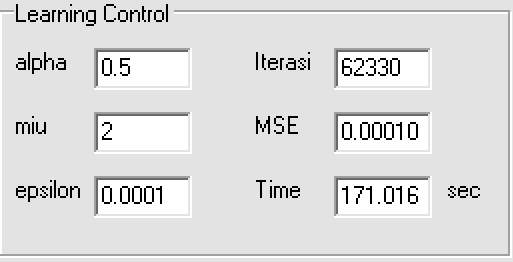 Learning Control
alpha 0.5 Iterasi 62330
miu 2 MSE 0.00010
epsilon 0.0001 Time 171.016 sec